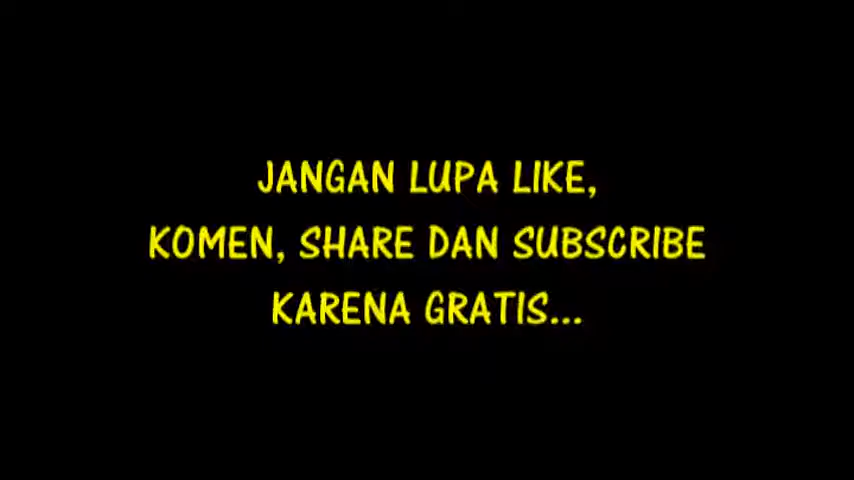 JANGAN LUPA LIKE,
KOMEN, SHARE DAN SUBSCRIBE
KARENA GRATIS...